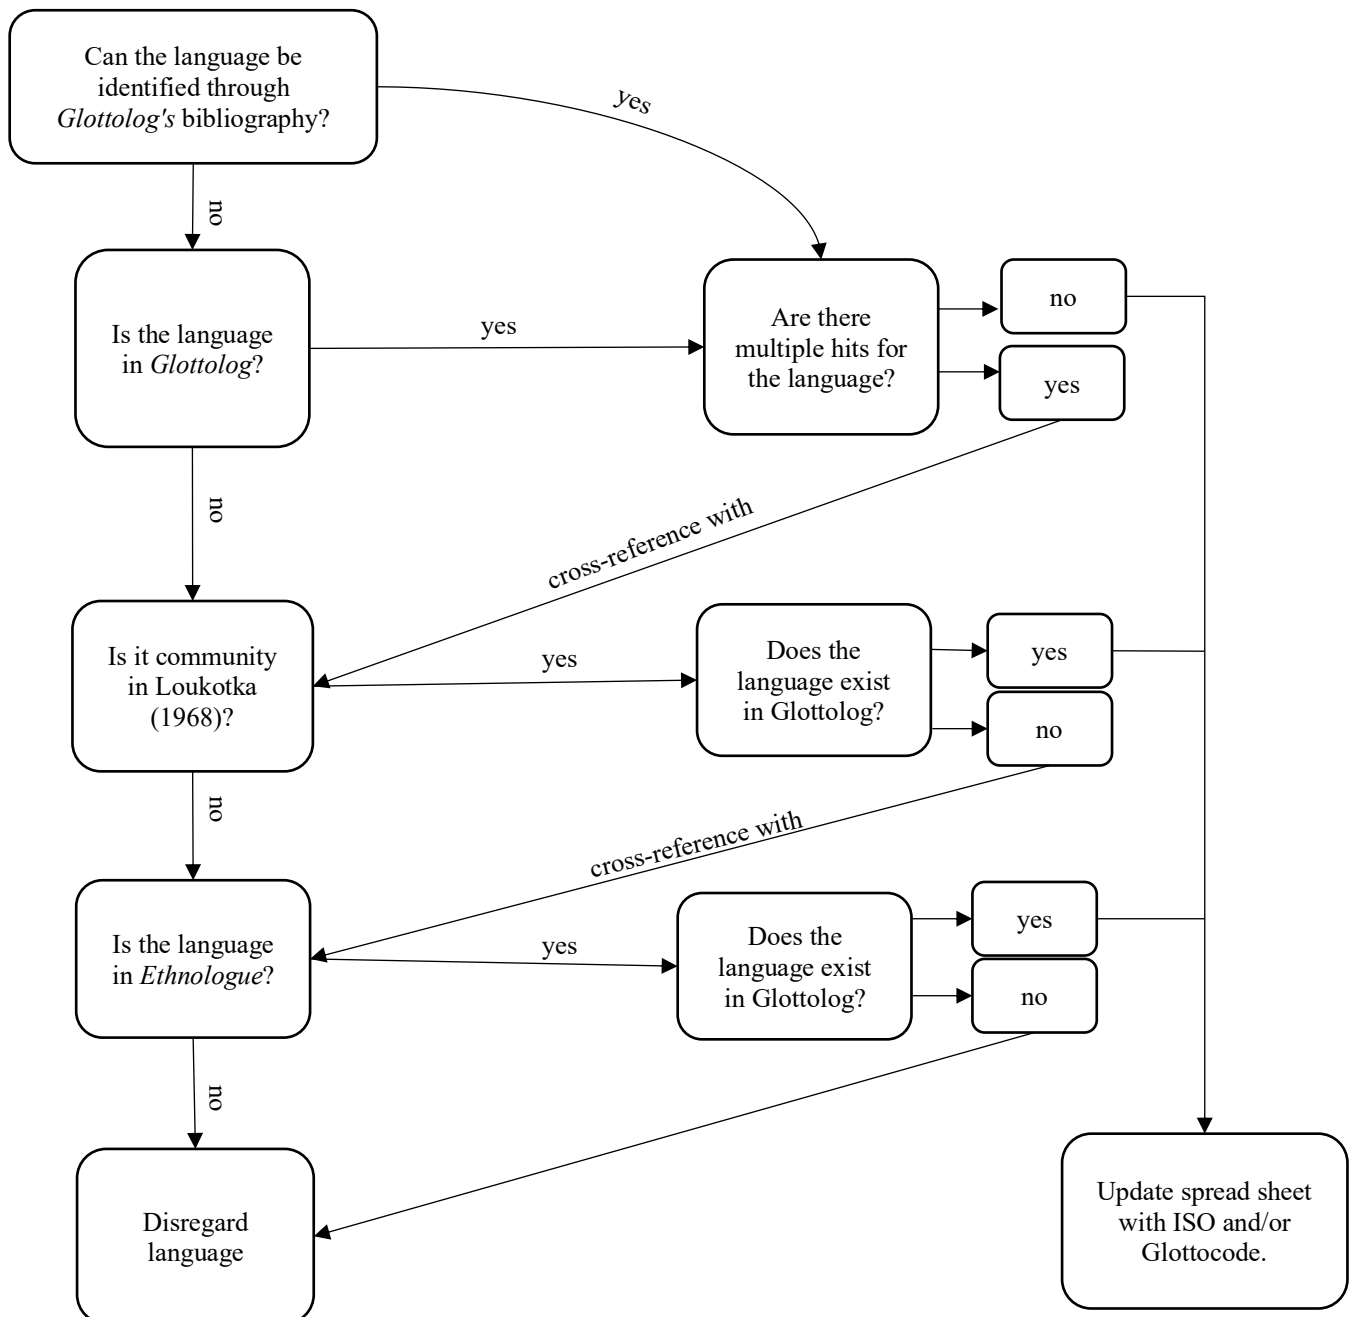 Can the language be
identified through
Glottolog's bibliography?
yes
no
Is the language
in Glottolog?
yes
Are there
multiple hits for
the language?
no
yes
no
cross-reference with
Is it community
in Loukotka
(1968)?
yes
Does the
language exist
in Glottolog?
yes
no
no
cross-reference with
Is the language
in Ethnologue?
yes
Does the
language exist
in Glottolog?
yes
no
no
Disregard
language
Update spread sheet
with ISO and/or
Glottocode.